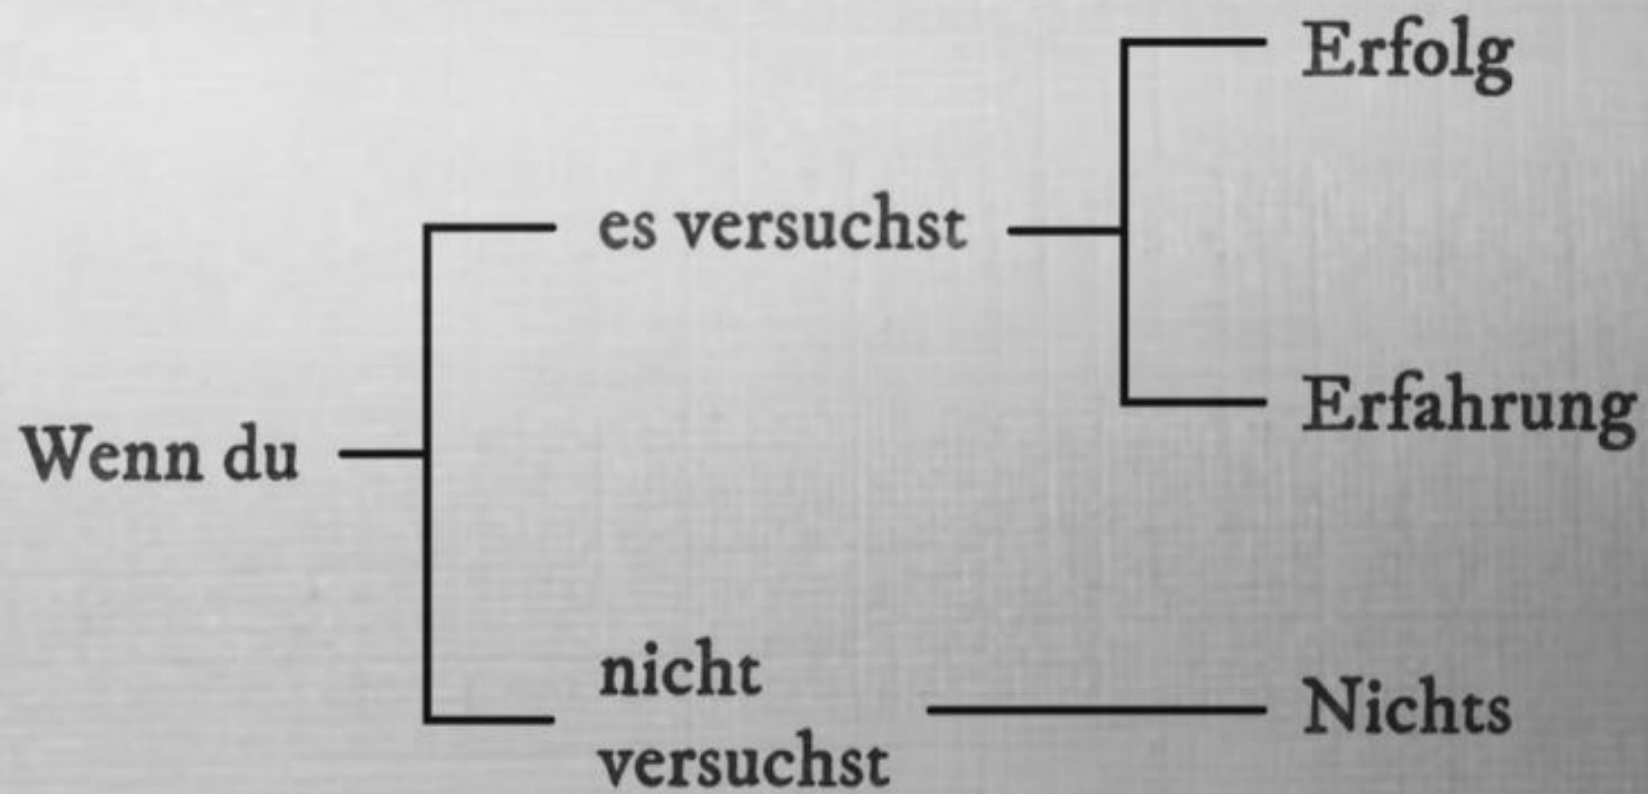 Erfolg
es versuchst
Erfahrung
Wenn du
nicht
versuchst
Nichts